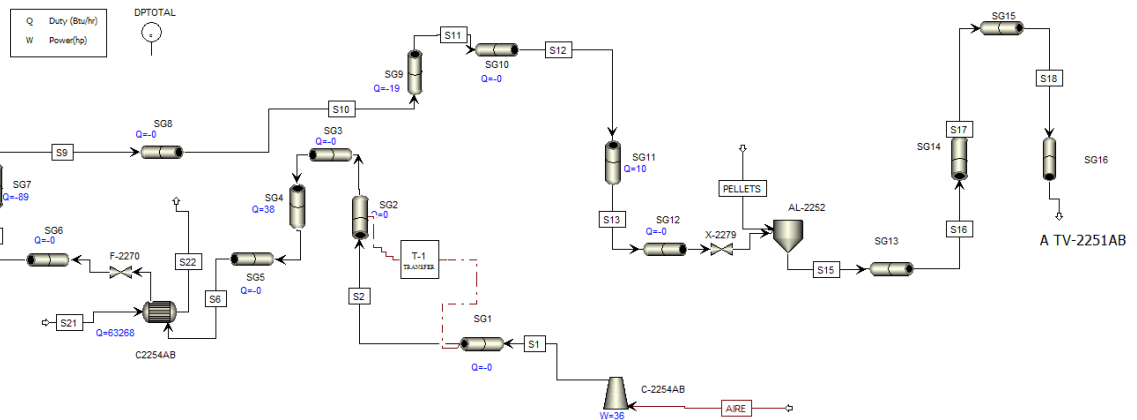 Q Duty (Btu/hr)
W Power(hp)
DPTOTAL
SG15
S11
SG10
Q=-0
S12
SG9
Q=-19
S18
S10
SG8
Q=-0
S9
SG3
Q=-0
SG11
Q=10
S17
SG14
SG16
SG7
Q=-89
SG4
Q=38
SG2
Q=0
PELLETS
S13
SG12
Q=-0
X-2279
AL-2252
S16
A TV-2251AB
SG6
Q=-0
F-2270
S22
SG5
Q=-0
T-1
TRANSFER
S15
SG13
S6
S2
S21
Q=63268
C2254AB
SG1
Q=-0
S1
C-2254AB
W=36
AIRE